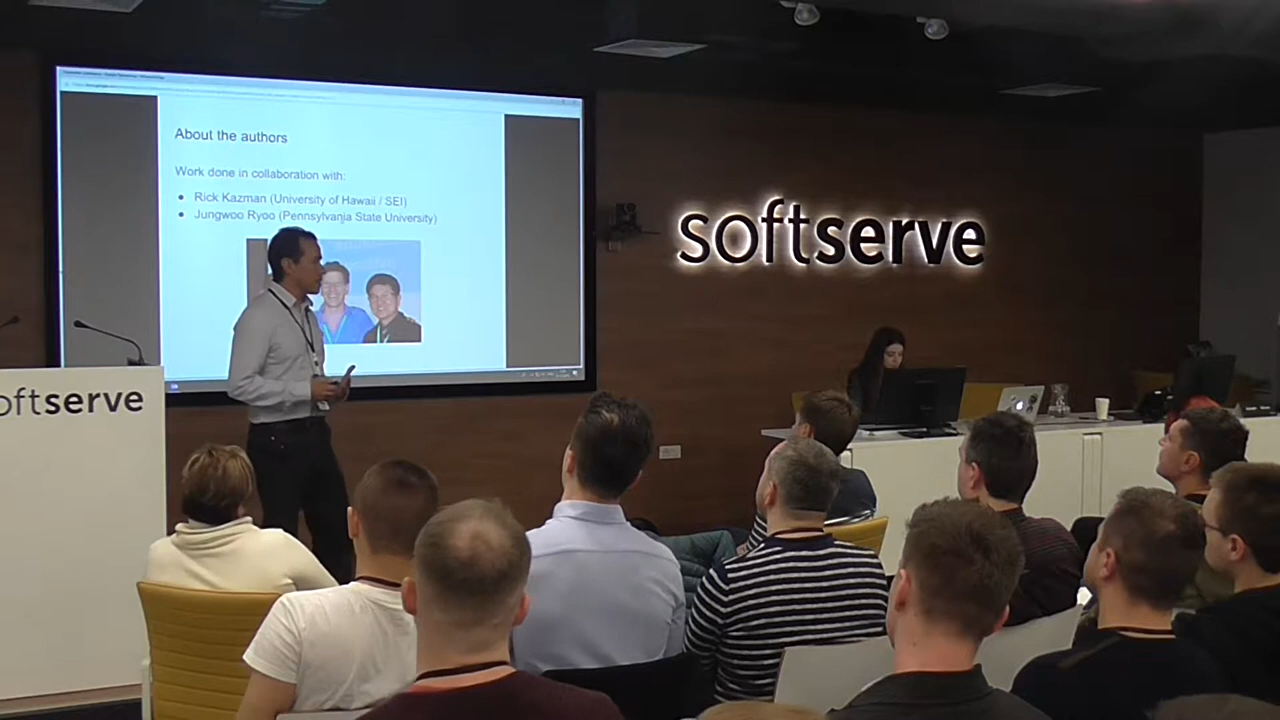 About the authors
Work done in collaboration with:
• Rick Kazman (University of Hawaii / SEI)
• Jungwoo Ryoo (Pennsylvania State University)
softserve
oftserve